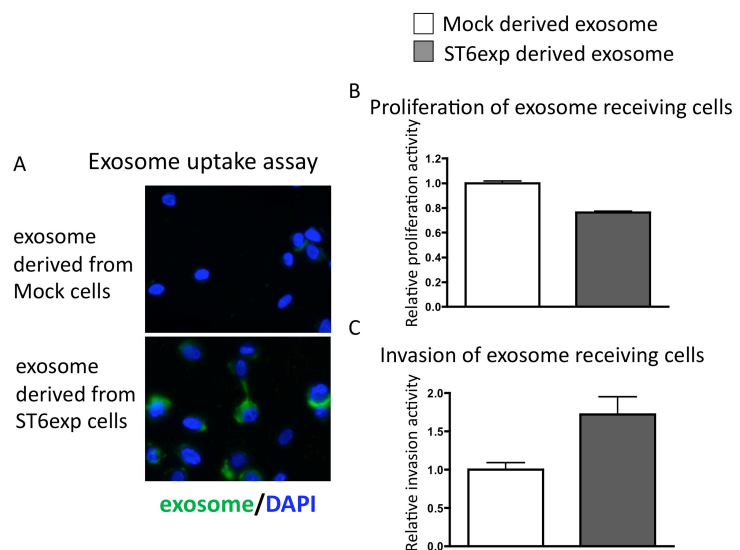 Mock derived exosome
ST6exp derived exosome
B
Proliferation of exosome receiving cells
A
Exosome uptake assay
Relative proliferation activity
1.2
1.0
0.8
0.6
0.4
0.2
0.0
exosome
derived from
Mock cells
C
Invasion of exosome receiving cells
exosome
derived from
ST6exp cells
Relative invasion activity
2.0
1.5
1.0
0.5
0.0
exosome/DAPI